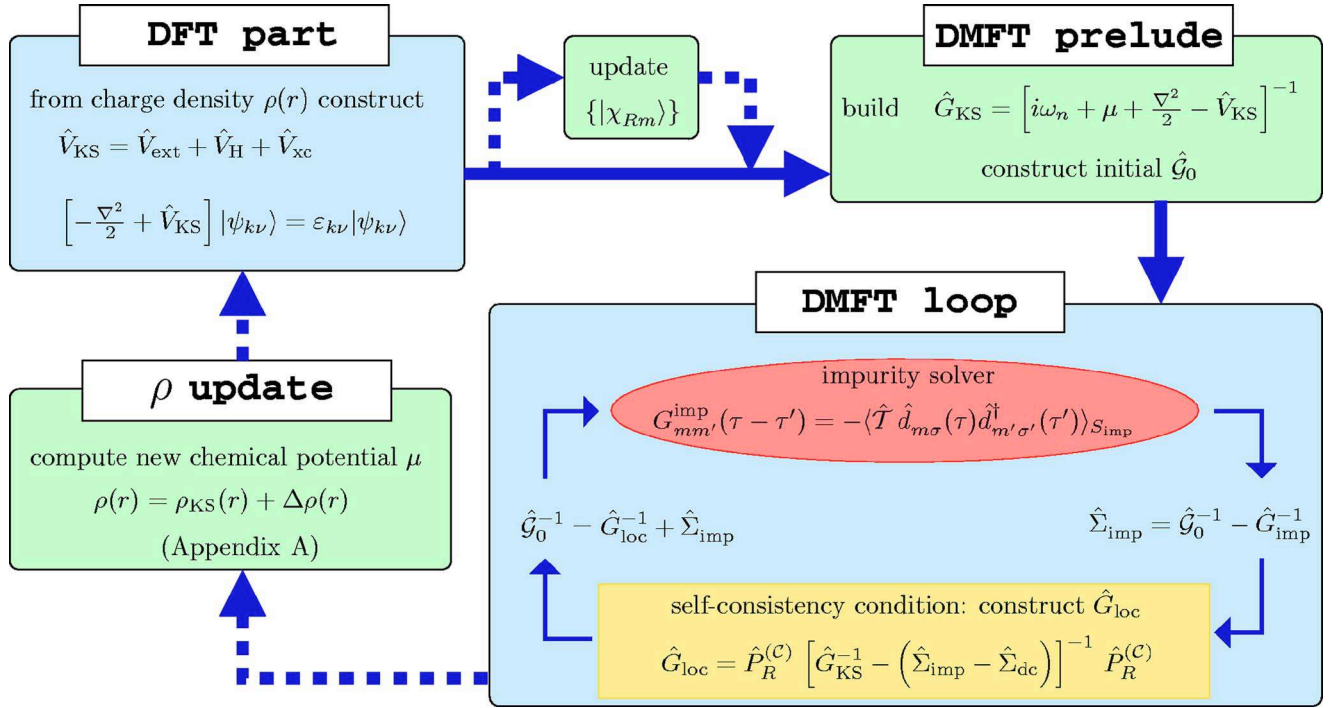 DFT part
from charge density ρ(r) construct
V̂_KS = V̂_ext + V̂_H + V̂_xc
[−∇²/2 + V̂_KS] |ψ_kν⟩ = ε_kν|ψ_kν⟩
update
{|χ_Rm⟩}
DMFT prelude
build Ĝ_KS = [iω_n + μ + ∇²/2 − V̂_KS]⁻¹
construct initial 𝒢̂_0
DMFT loop
impurity solver
G^imp_mm′(τ − τ′) = −⟨𝒯̂ d̂_mσ(τ)d̂†_m′σ′(τ′)⟩_S_imp
𝒢̂_0⁻¹ − Ĝ_loc⁻¹ + Σ̂_imp
Σ̂_imp = 𝒢̂_0⁻¹ − Ĝ_imp⁻¹
self-consistency condition: construct Ĝ_loc
Ĝ_loc = P̂_R^(𝒞) [Ĝ_KS⁻¹ − (Σ̂_imp − Σ̂_dc)]⁻¹ P̂_R^(𝒞)
ρ update
compute new chemical potential μ
ρ(r) = ρ_KS(r) + Δρ(r)
(Appendix A)